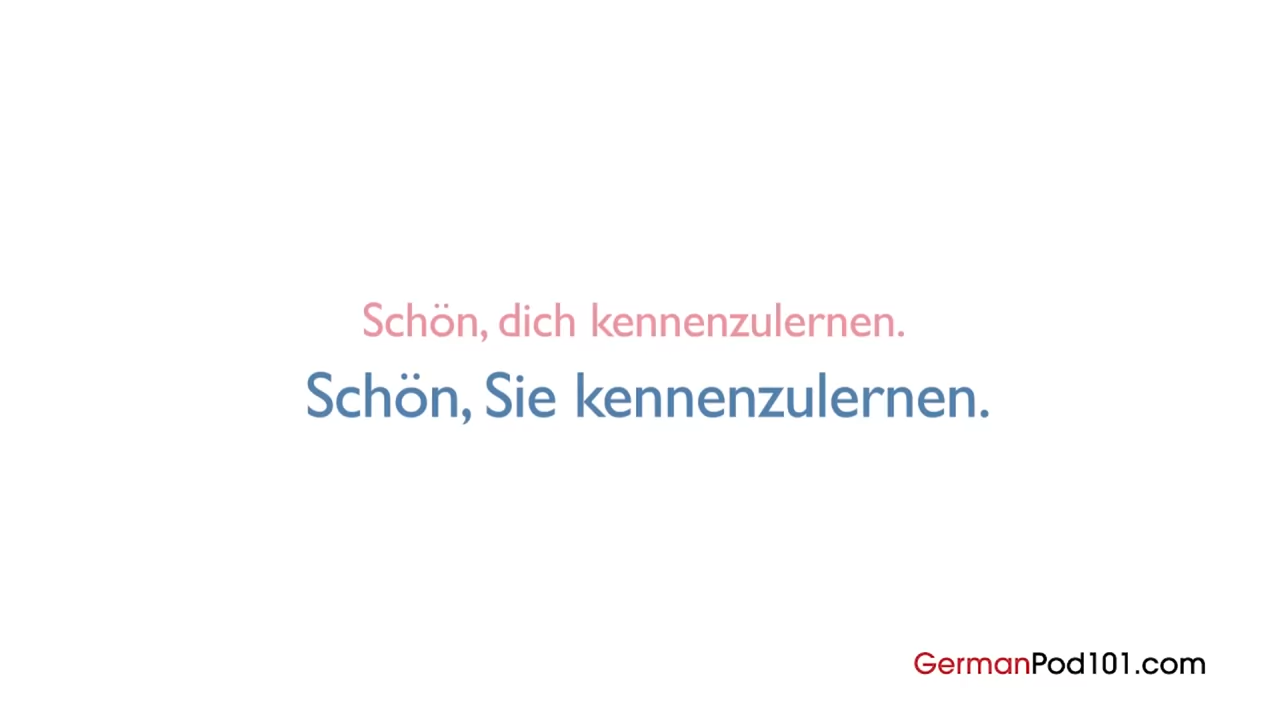 Schön, dich kennenzulernen.
Schön, Sie kennenzulernen.
GermanPod101.com